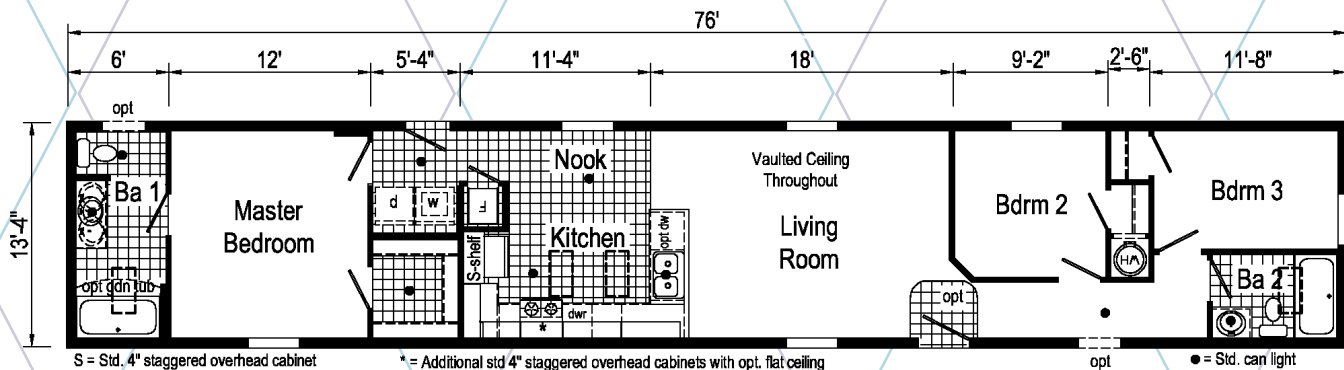 76'
6' 12' 5'-4" 11'-4" 18' 9'-2" 2'-6" 11'-8"
opt
13'-4"
Ba 1
Master
Bedroom
d w
F
Nook
Kitchen
S-shelf
opt dw
dwr
*
opt gdn tub
Vaulted Ceiling
Throughout
Living
Room
opt
Bdrm 2
WH
Bdrm 3
Ba 2
S = Std. 4" staggered overhead cabinet
* = Additional std 4" staggered overhead cabinets with opt. flat ceiling
opt
● = Std. can light